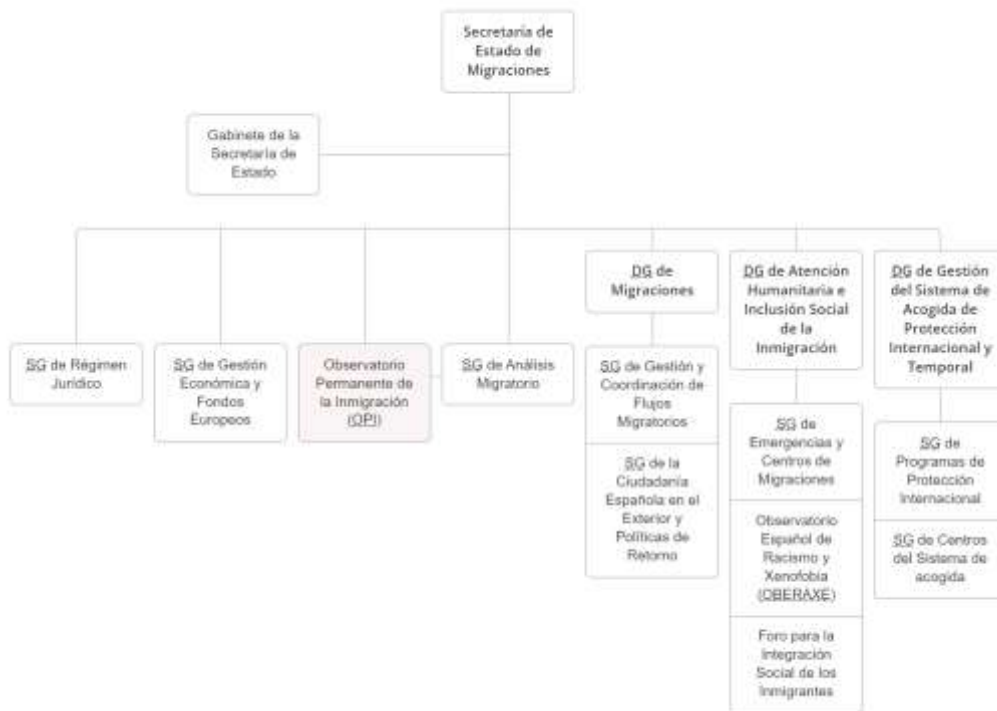 Secretaría de
Estado de
Migraciones
Gabinete de la
Secretaría de
Estado
SG de Régimen
Jurídico
SG de Gestión
Económica y
Fondos
Europeos
Observatorio
Permanente de
la Inmigración
(OPI)
SG de Análisis
Migratorio
DG de
Migraciones
SG de Gestión y
Coordinación de
Flujos
Migratorios
SG de la
Ciudadanía
Española en el
Exterior y
Políticas de
Retorno
DG de Atención
Humanitaria e
Inclusión Social
de la
Inmigración
SG de
Emergencias y
Centros de
Migraciones
Observatorio
Español de
Racismo y
Xenofobia
(OBERAXE)
Foro para la
Integración
Social de los
Inmigrantes
DG de Gestión
del Sistema de
Acogida de
Protección
Internacional y
Temporal
SG de
Programas de
Protección
Internacional
SG de Centros
del Sistema de
acogida